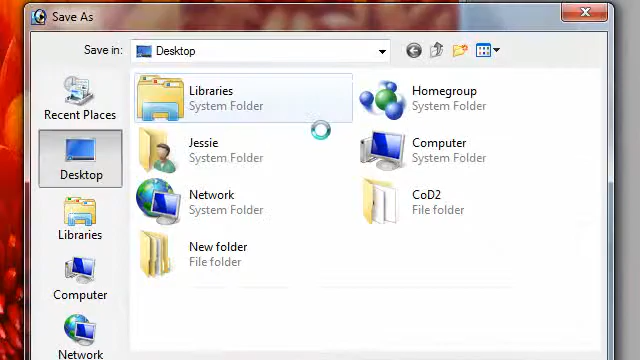 Save As
Save in:
Desktop
Recent Places
Desktop
Libraries
Computer
Network
Libraries
System Folder
Homegroup
System Folder
Jessie
System Folder
Computer
System Folder
Network
System Folder
CoD2
File folder
New folder
File folder